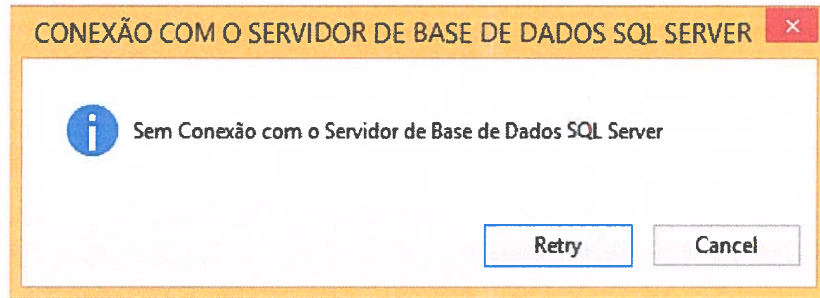 CONEXÃO COM O SERVIDOR DE BASE DE DADOS SQL SERVER
Sem Conexão com o Servidor de Base de Dados SQL Server
Retry Cancel